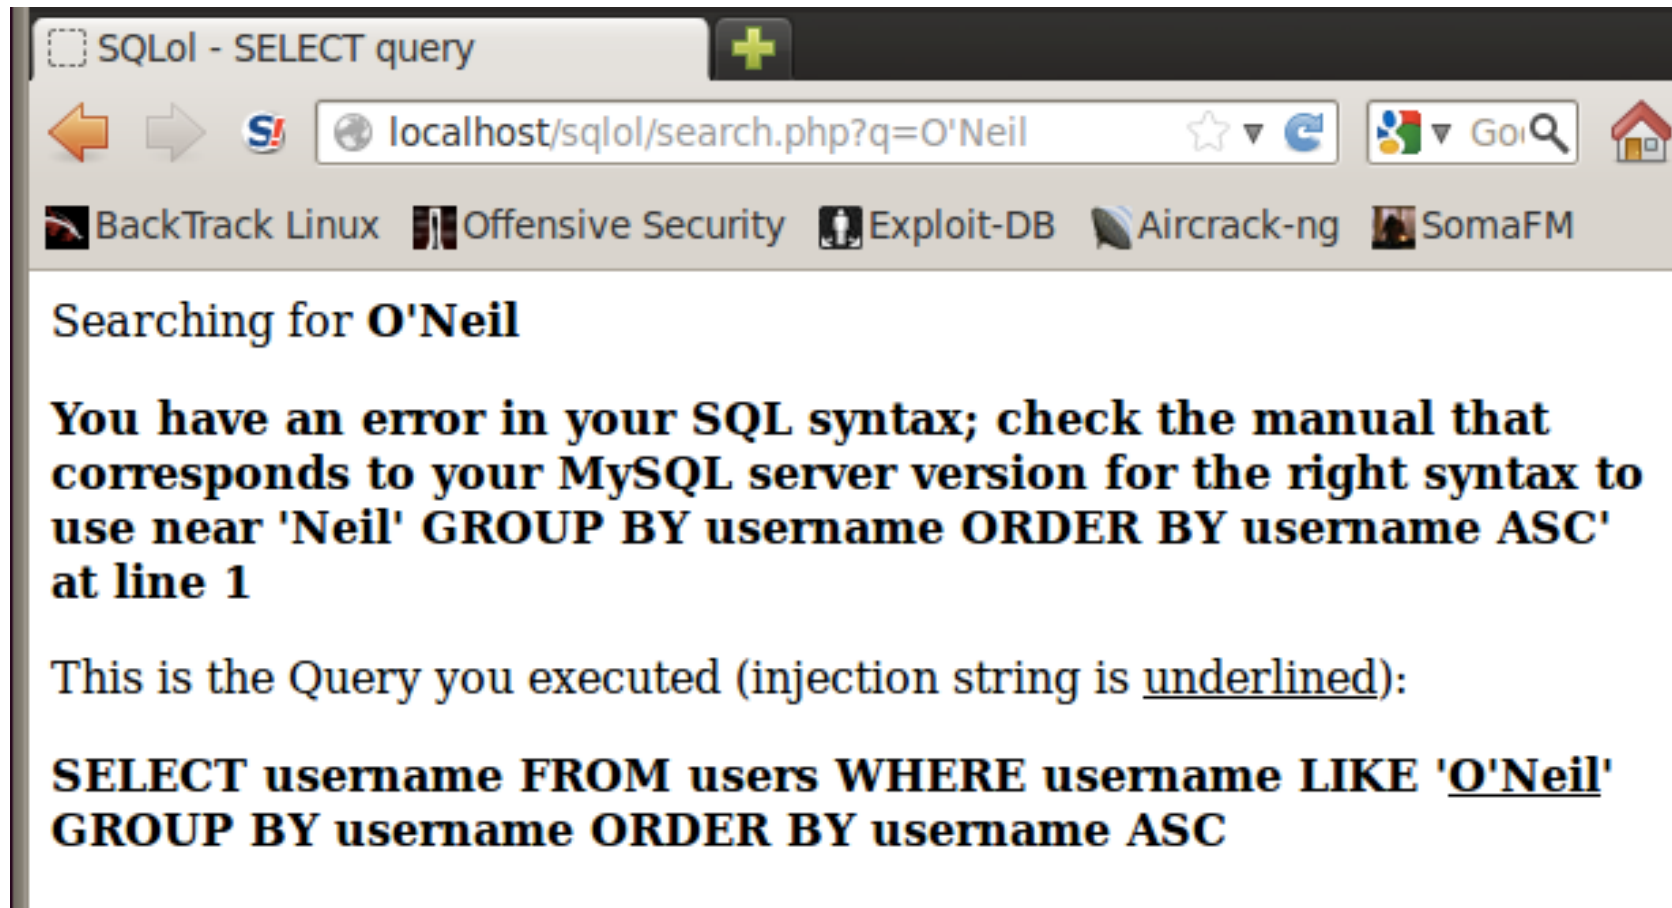 SQLol - SELECT query
localhost/sqlol/search.php?q=O'Neil
BackTrack Linux Offensive Security Exploit-DB Aircrack-ng SomaFM
Searching for O'Neil
You have an error in your SQL syntax; check the manual that
corresponds to your MySQL server version for the right syntax to
use near 'Neil' GROUP BY username ORDER BY username ASC'
at line 1
This is the Query you executed (injection string is underlined):
SELECT username FROM users WHERE username LIKE 'O'Neil'
GROUP BY username ORDER BY username ASC